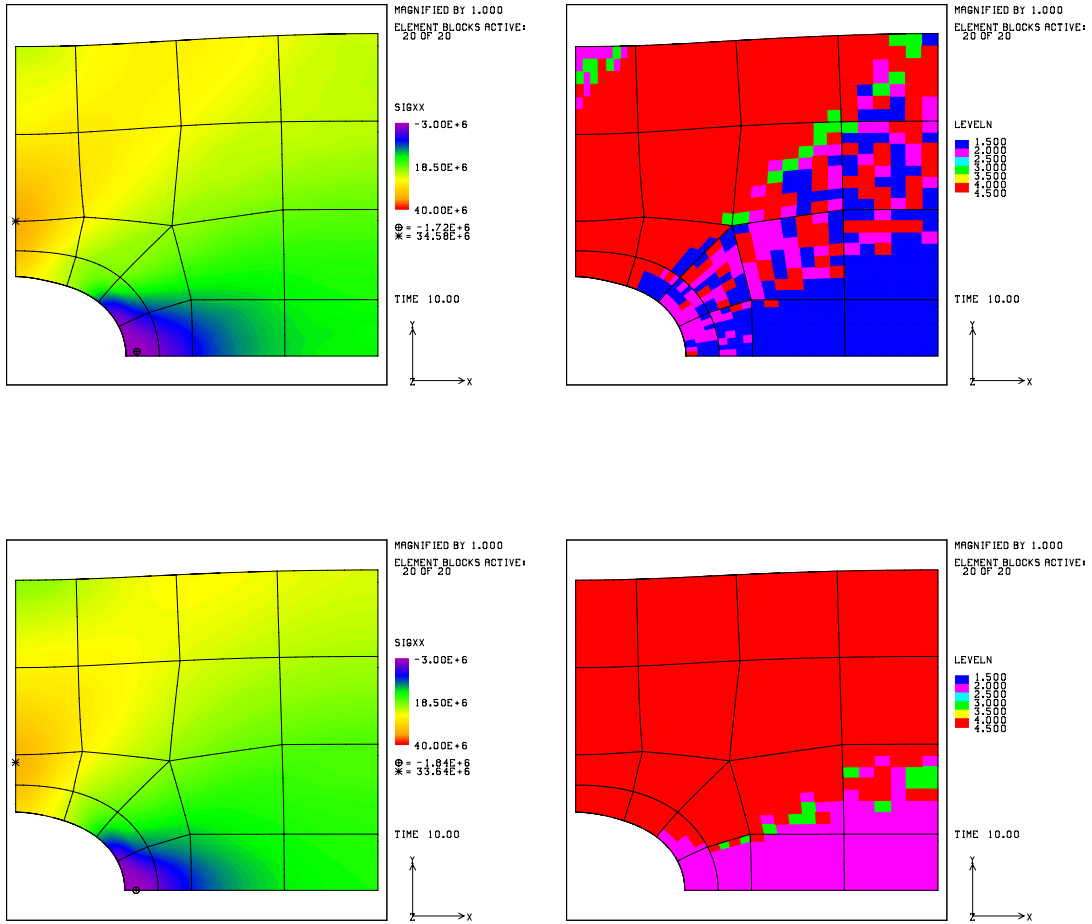 MAGNIFIED BY 1.000
ELEMENT BLOCKS ACTIVE:
20 OF 20
SIGXX
-3.00E+6
18.50E+6
40.00E+6
= -1.72E+6
= 34.58E+6
TIME 10.00
Y
Z X
MAGNIFIED BY 1.000
ELEMENT BLOCKS ACTIVE:
20 OF 20
LEVELN
1.500
2.000
2.500
3.000
3.500
4.000
4.500
TIME 10.00
Y
Z X
MAGNIFIED BY 1.000
ELEMENT BLOCKS ACTIVE:
20 OF 20
SIGXX
-3.00E+6
18.50E+6
40.00E+6
= -1.84E+6
= 33.64E+6
TIME 10.00
Y
Z X
MAGNIFIED BY 1.000
ELEMENT BLOCKS ACTIVE:
20 OF 20
LEVELN
1.500
2.000
2.500
3.000
3.500
4.000
4.500
TIME 10.00
Y
Z X